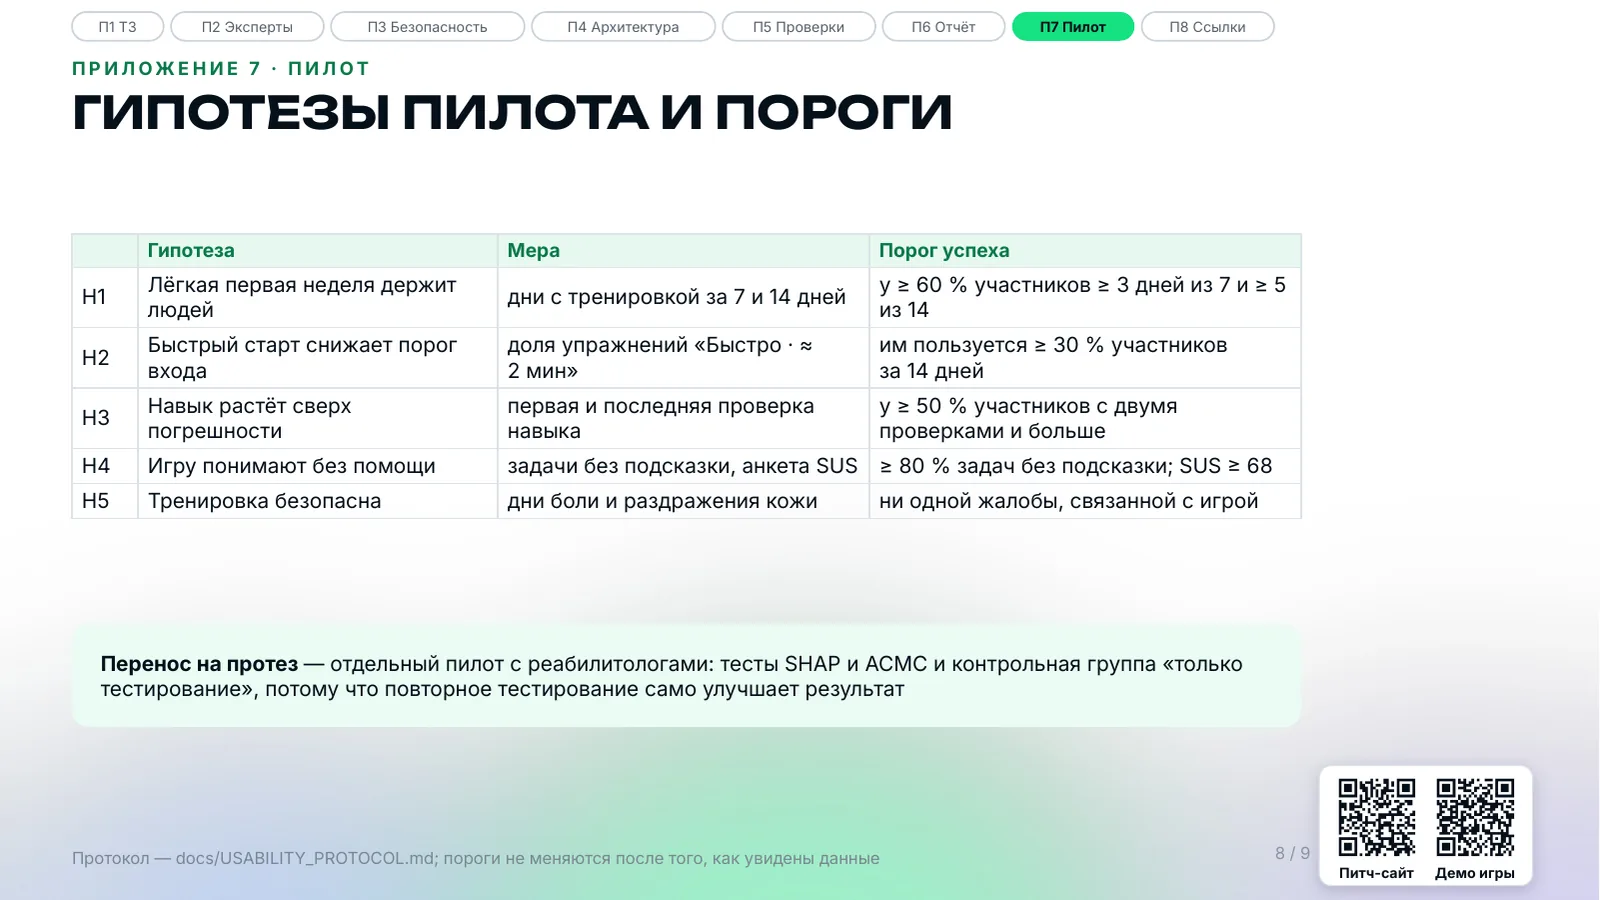 П1 ТЗ
П2 Эксперты
П3 Безопасность
П4 Архитектура
П5 Проверки
П6 Отчёт
П7 Пилот
П8 Ссылки
ПРИЛОЖЕНИЕ 7 · ПИЛОТ
ГИПОТЕЗЫ ПИЛОТА И ПОРОГИ
Гипотеза
Мера
Порог успеха
H1
Лёгкая первая неделя держит
людей
дни с тренировкой за 7 и 14 дней
у ≥ 60 % участников ≥ 3 дней из 7 и ≥ 5
из 14
H2
Быстрый старт снижает порог
входа
доля упражнений «Быстро · ≈
2 мин»
им пользуется ≥ 30 % участников
за 14 дней
H3
Навык растёт сверх
погрешности
первая и последняя проверка
навыка
у ≥ 50 % участников с двумя
проверками и больше
H4
Игру понимают без помощи
задачи без подсказки, анкета SUS
≥ 80 % задач без подсказки; SUS ≥ 68
H5
Тренировка безопасна
дни боли и раздражения кожи
ни одной жалобы, связанной с игрой
Перенос на протез — отдельный пилот с реабилитологами: тесты SHAP и ACMC и контрольная группа «только
тестирование», потому что повторное тестирование само улучшает результат
Протокол — docs/USABILITY_PROTOCOL.md; пороги не меняются после того, как увидены данные
8 / 9
Питч-сайт
Демо игры